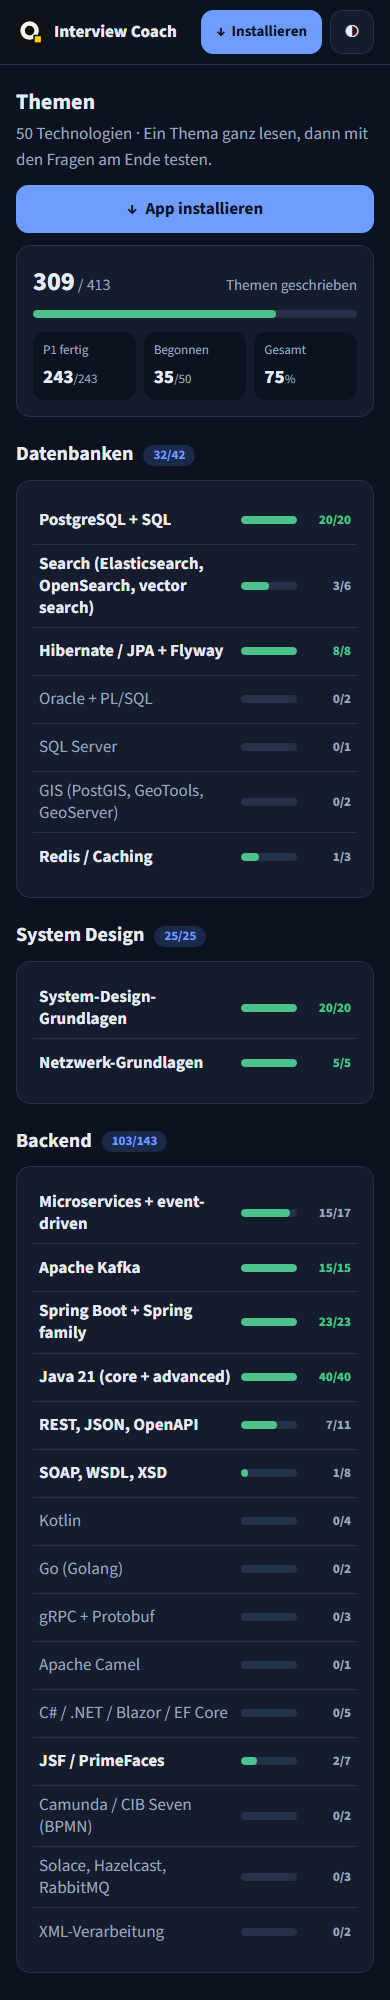 Interview Coach
↓ Installieren
Themen
50 Technologien · Ein Thema ganz lesen, dann mit
den Fragen am Ende testen.
↓ App installieren
309 / 413
Themen geschrieben
P1 fertig
243/243
Begonnen
35/50
Gesamt
75%
Datenbanken 32/42
PostgreSQL + SQL 20/20
Search (Elasticsearch,
OpenSearch, vector
search)
3/6
Hibernate / JPA + Flyway 8/8
Oracle + PL/SQL 0/2
SQL Server 0/1
GIS (PostGIS, GeoTools,
GeoServer)
0/2
Redis / Caching 1/3
System Design 25/25
System-Design-
Grundlagen
20/20
Netzwerk-Grundlagen 5/5
Backend 103/143
Microservices + event-
driven
15/17
Apache Kafka 15/15
Spring Boot + Spring
family
23/23
Java 21 (core + advanced) 40/40
REST, JSON, OpenAPI 7/11
SOAP, WSDL, XSD 1/8
Kotlin 0/4
Go (Golang) 0/2
gRPC + Protobuf 0/3
Apache Camel 0/1
C# / .NET / Blazor / EF Core 0/5
JSF / PrimeFaces 2/7
Camunda / CIB Seven
(BPMN)
0/2
Solace, Hazelcast,
RabbitMQ
0/3
XML-Verarbeitung 0/2